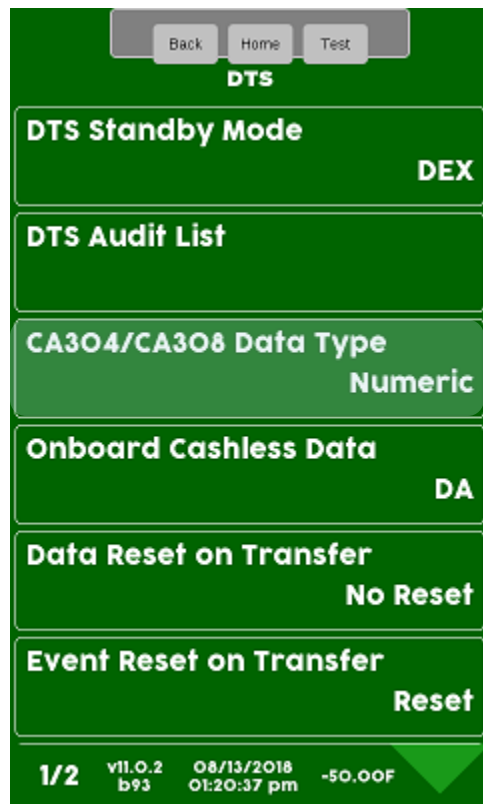 Back Home Test
DTS
DTS Standby Mode
DEX
DTS Audit List
CA304/CA308 Data Type
Numeric
Onboard Cashless Data
DA
Data Reset on Transfer
No Reset
Event Reset on Transfer
Reset
1/2 v11.0.2 08/13/2018 -50.00F
b93 01:20:37 pm